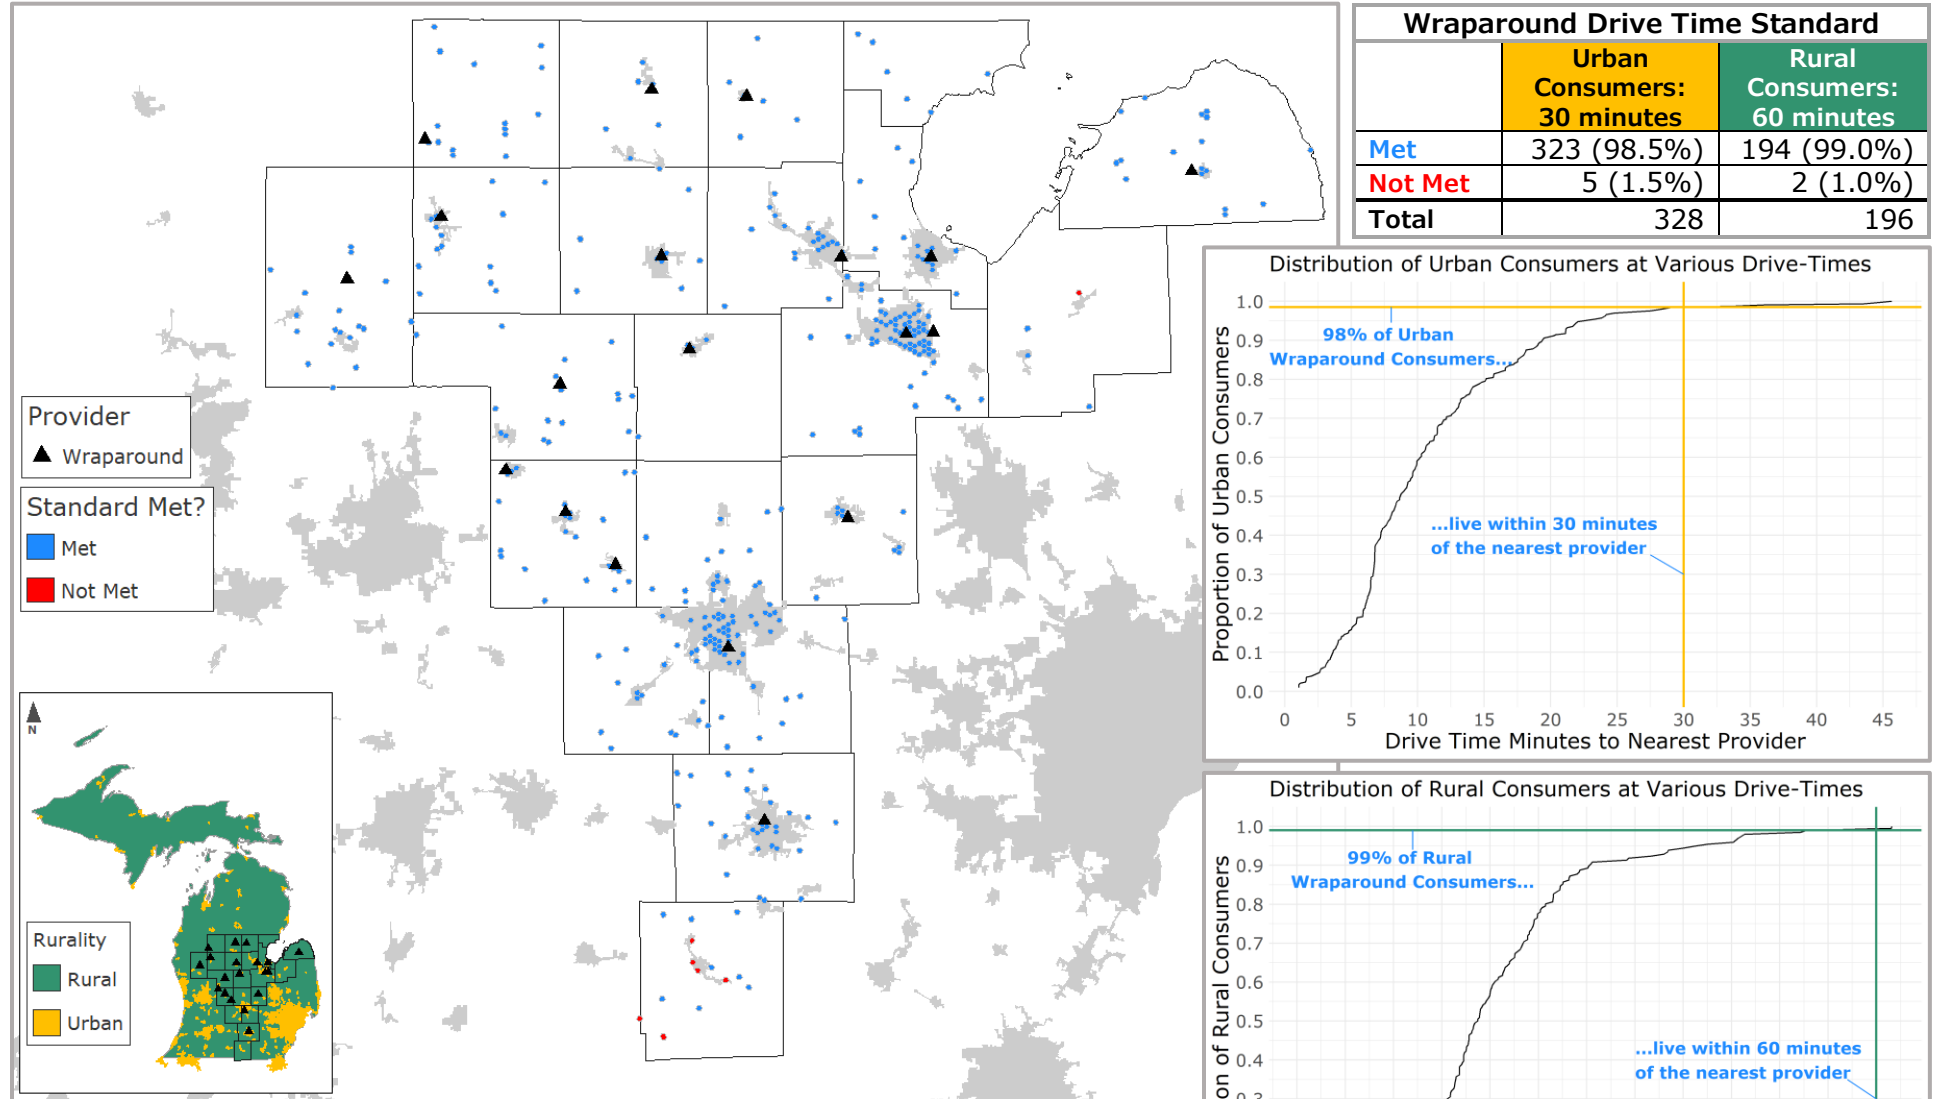 Wraparound Drive Time Standard
Urban Consumers: 30 minutes
Rural Consumers: 60 minutes
Met 323 (98.5%) 194 (99.0%)
Not Met 5 (1.5%) 2 (1.0%)
Total 328 196
Provider
Wraparound
Standard Met?
Met
Not Met
N
Rurality
Rural
Urban
Distribution of Urban Consumers at Various Drive-Times
Proportion of Urban Consumers
1.0
0.9
0.8
0.7
0.6
0.5
0.4
0.3
0.2
0.1
0.0
98% of Urban
Wraparound Consumers...
...live within 30 minutes
of the nearest provider
0 5 10 15 20 25 30 35 40 45
Drive Time Minutes to Nearest Provider
Distribution of Rural Consumers at Various Drive-Times
on of Rural Consumers
1.0
0.9
0.8
0.7
0.6
0.5
0.4
0.3
99% of Rural
Wraparound Consumers...
...live within 60 minutes
of the nearest provider